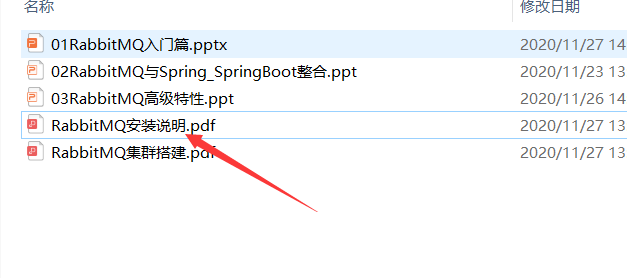 名称 修改日期
01RabbitMQ入门篇.pptx 2020/11/27 14
02RabbitMQ与Spring_SpringBoot整合.ppt 2020/11/23 13
03RabbitMQ高级特性.ppt 2020/11/26 14
RabbitMQ安装说明.pdf 2020/11/27 13
RabbitMQ集群搭建.pdf 2020/11/27 13